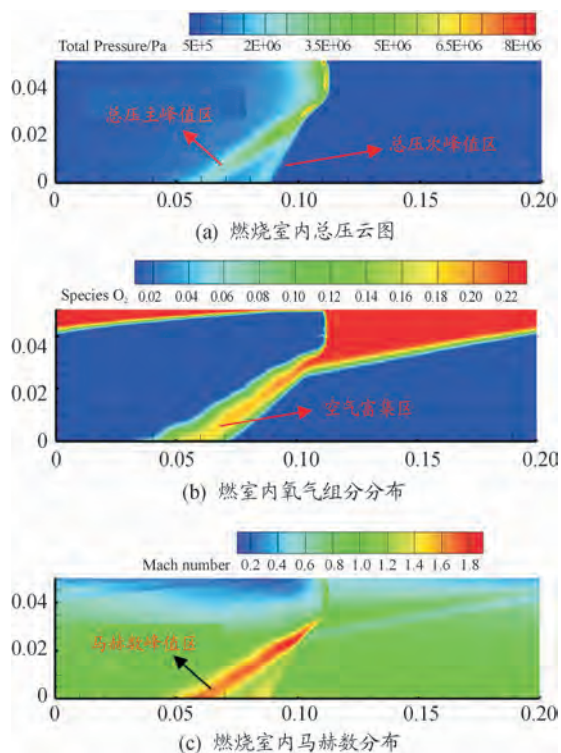 5E+5 2E+06 3.5E+06 5E+06 6.5E+06 8E+06
Total Pressure/Pa
0.04
0.02
0
总压主峰值区
总压次峰值区
0 0.05 0.10 0.15 0.20
(a) 燃烧室内总压云图
Species O2
0.02 0.04 0.06 0.08 0.10 0.12 0.14 0.16 0.18 0.20 0.22
0.04
0.02
0
空气富集区
0 0.05 0.10 0.15 0.20
(b) 燃室内氧气组分分布
Mach number
0.2 0.4 0.6 0.8 1.0 1.2 1.4 1.6 1.8
0.04
0.02
0
马赫数峰值区
0 0.05 0.10 0.15 0.20
(c) 燃烧室内马赫数分布